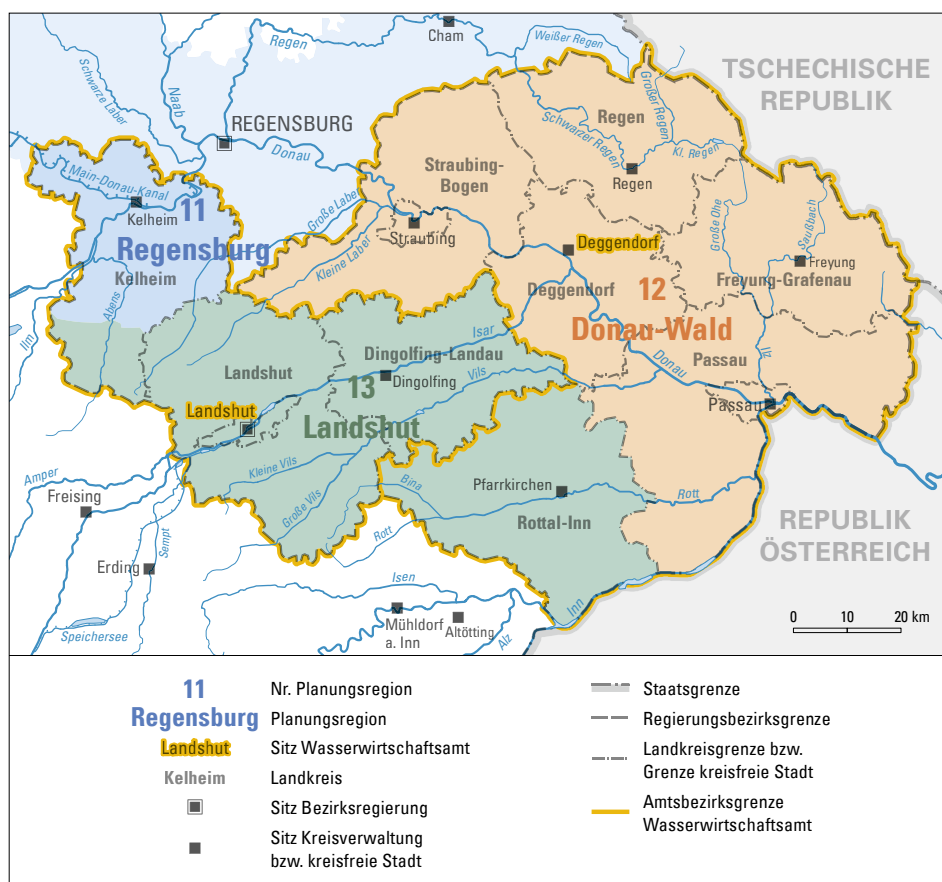 Cham
Regen
Weißer Regen
TSCHECHISCHE
REPUBLIK
Schwarze Laber
Naab
REGENSBURG
Donau
Großer Regen
Regen
Schwarzer Regen
Kl. Regen
Regen
Straubing-
Bogen
Main-Donau-Kanal
Kelheim
11
Regensburg
Kelheim
Große Laber
Kleine Laber
Straubing
Deggendorf
Deggendorf
12
Donau-Wald
Große Ohe
Saußbach
Freyung
Freyung-Grafenau
Abens
Ilm
Isar
Dingolfing-Landau
Dingolfing
Vils
Landshut
13
Landshut
Landshut
Donau
Passau
Ilz
Passau
Amper
Freising
Kleine Vils
Große Vils
Bina
Pfarrkirchen
Rott
Rottal-Inn
Rott
REPUBLIK
ÖSTERREICH
Erding
Sempt
Isen
Inn
Speichersee
Mühldorf
a. Inn
Altötting
Alz
0 10 20 km
11
Nr. Planungsregion
Regensburg
Planungsregion
Landshut
Sitz Wasserwirtschaftsamt
Kelheim
Landkreis
Sitz Bezirksregierung
Sitz Kreisverwaltung
bzw. kreisfreie Stadt
Staatsgrenze
Regierungsbezirksgrenze
Landkreisgrenze bzw.
Grenze kreisfreie Stadt
Amtsbezirksgrenze
Wasserwirtschaftsamt